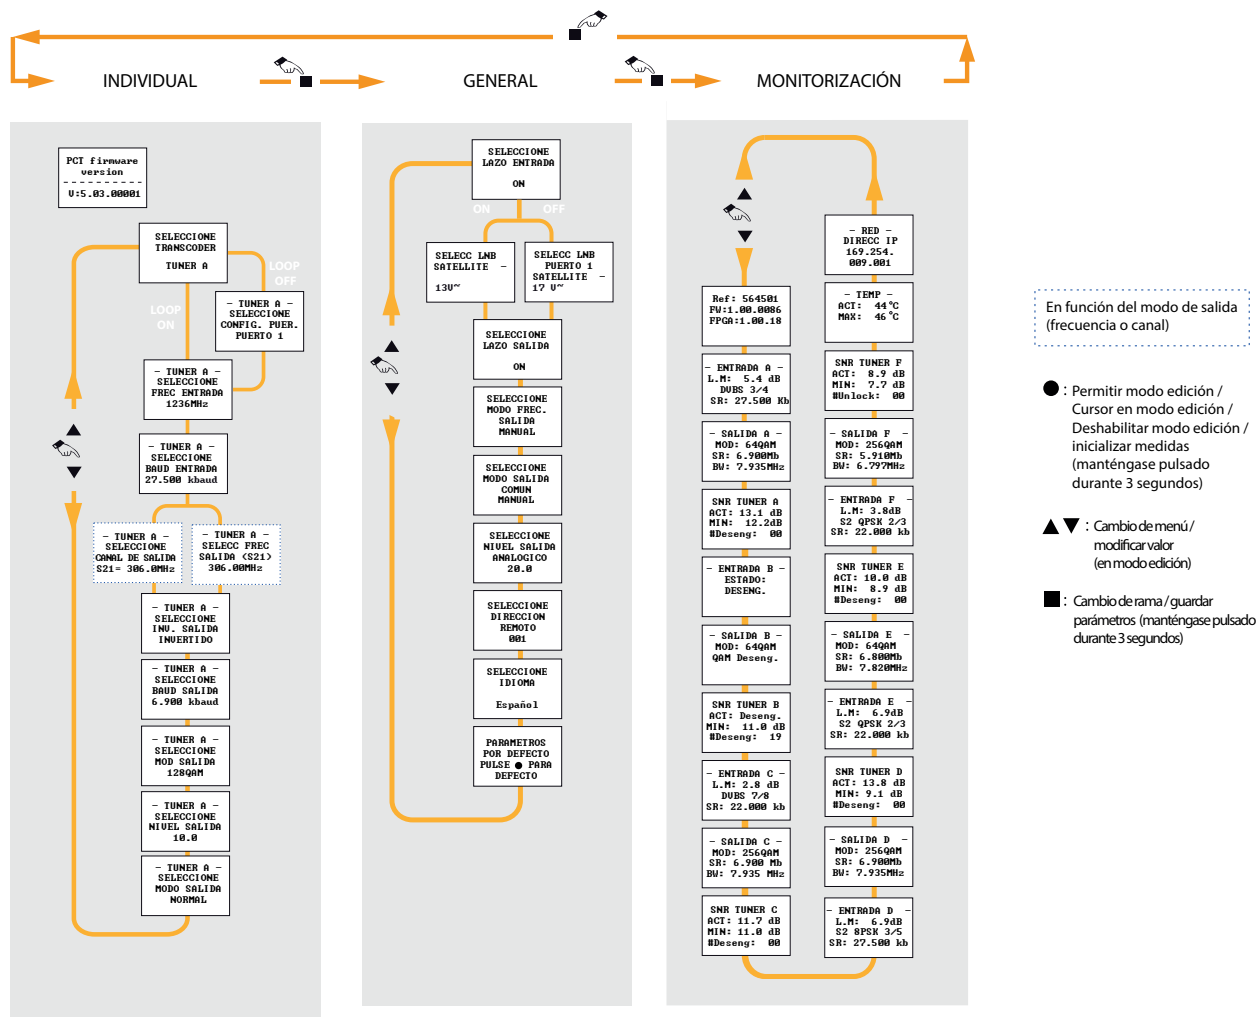 INDIVIDUAL
GENERAL
MONITORIZACIÓN
PCT firmware
version
- - - - - - - - - -
V:5.03.00001
SELECCIONE
TRANSCODER
TUNER A
LOOP
OFF
LOOP
ON
- TUNER A -
SELECCIONE
CONFIG. PUER.
PUERTO 1
- TUNER A -
SELECCIONE
FREC ENTRADA
1236MHz
- TUNER A -
SELECCIONE
BAUD ENTRADA
27.500 kbaud
- TUNER A -
SELECCIONE
CANAL DE SALIDA
S21= 306.0MHz
- TUNER A -
SELECC FREC
SALIDA <S21>
306.00MHz
- TUNER A -
SELECCIONE
INV. SALIDA
INVERTIDO
- TUNER A -
SELECCIONE
BAUD SALIDA
6.900 kbaud
- TUNER A -
SELECCIONE
MOD SALIDA
128QAM
- TUNER A -
SELECCIONE
NIVEL SALIDA
10.0
- TUNER A -
SELECCIONE
MODO SALIDA
NORMAL
SELECCIONE
LAZO ENTRADA
ON
ON
OFF
SELECC LNB
SATELLITE -
13V~
SELECC LNB
PUERTO 1
SATELLITE -
17 V~
SELECCIONE
LAZO SALIDA
ON
SELECCIONE
MODO FREC.
SALIDA
MANUAL
SELECCIONE
MODO SALIDA
COMUN
MANUAL
SELECCIONE
NIVEL SALIDA
ANALOGICO
20.0
SELECCIONE
DIRECCION
REMOTO
001
SELECCIONE
IDIOMA
Español
PARAMETROS
POR DEFECTO
PULSE ● PARA
DEFECTO
Ref: 564501
FW:1.00.0086
FPGA:1.00.18
- ENTRADA A -
L.M: 5.4 dB
DVBS 3/4
SR: 27.500 Kb
- SALIDA A -
MOD: 64QAM
SR: 6.900Mb
BW: 7.935MHz
SNR TUNER A
ACT: 13.1 dB
MIN: 12.2dB
#Deseng: 00
- ENTRADA B -
ESTADO:
DESENG.
- SALIDA B -
MOD: 64QAM
QAM Deseng.
SNR TUNER B
ACT: Deseng.
MIN: 11.0 dB
#Deseng: 19
- ENTRADA C -
L.M: 2.8 dB
DVBS 7/8
SR: 22.000 kb
- SALIDA C -
MOD: 256QAM
SR: 6.900 Mb
BW: 7.935 MHz
SNR TUNER C
ACT: 11.7 dB
MIN: 11.0 dB
#Deseng: 00
- RED -
DIRECC IP
169.254.
009.001
- TEMP -
ACT: 44 °C
MAX: 46 °C
SNR TUNER F
ACT: 8.9 dB
MIN: 7.7 dB
#Unlock: 00
- SALIDA F -
MOD: 256QAM
SR: 5.910Mb
BW: 6.797MHz
- ENTRADA F -
L.M: 3.8dB
S2 QPSK 2/3
SR: 22.000 kb
SNR TUNER E
ACT: 10.0 dB
MIN: 8.9 dB
#Deseng: 00
- SALIDA E -
MOD: 64QAM
SR: 6.800Mb
BW: 7.820MHz
- ENTRADA E -
L.M: 6.9dB
S2 QPSK 2/3
SR: 22.000 kb
SNR TUNER D
ACT: 13.8 dB
MIN: 9.1 dB
#Deseng: 00
- SALIDA D -
MOD: 256QAM
SR: 6.900Mb
BW: 7.935MHz
- ENTRADA D -
L.M: 6.9dB
S2 8PSK 3/5
SR: 27.500 kb
En función del modo de salida
(frecuencia o canal)
● : Permitir modo edición /
Cursor en modo edición /
Deshabilitar modo edición /
inicializar medidas
(manténgase pulsado
durante 3 segundos)
▲ ▼ : Cambio de menú /
modificar valor
(en modo edición)
■ : Cambio de rama / guardar
parámetros (manténgase pulsado
durante 3 segundos)